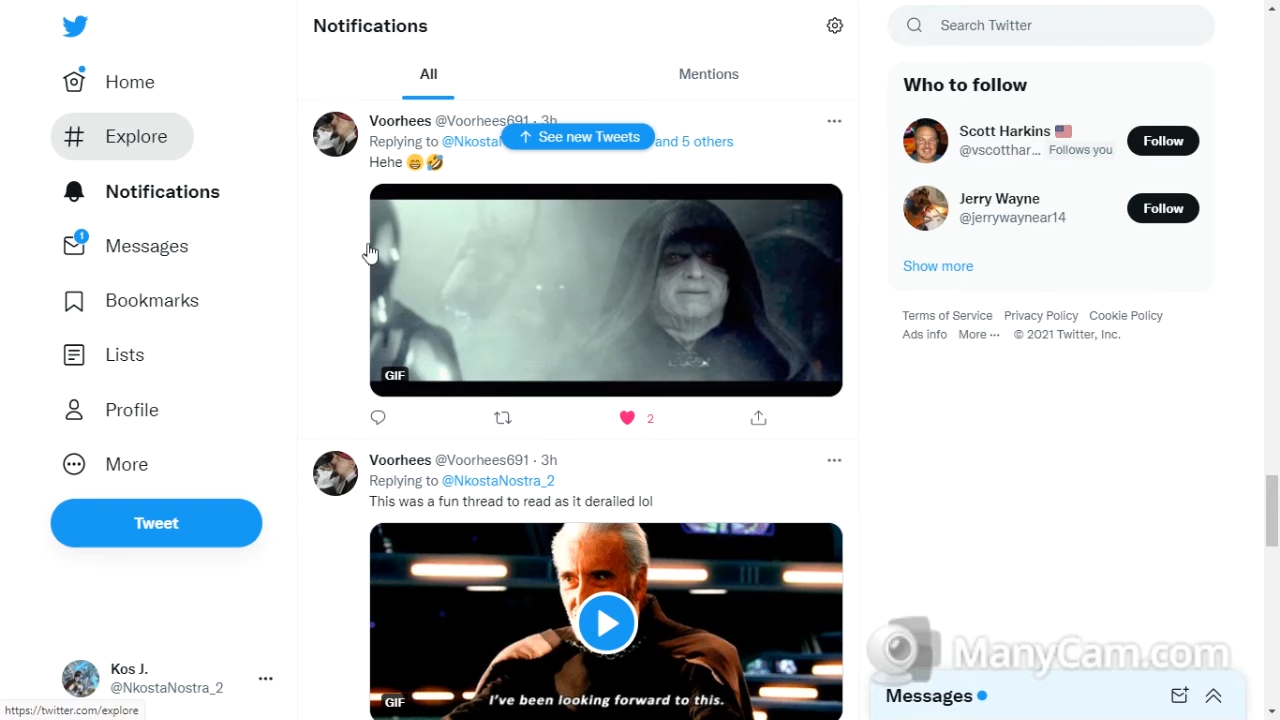 Home
Explore
Notifications
Messages
1
Bookmarks
Lists
Profile
More
Tweet
Kos J.
@NkostaNostra_2
https://twitter.com/explore
Notifications
All
Mentions
See new Tweets
Voorhees @Voorhees691 · 3h
Replying to and 5 others
Hehe 😁🤣
GIF
2
Voorhees @Voorhees691 · 3h
Replying to @NkostaNostra_2
This was a fun thread to read as it derailed lol
I've been looking forward to this.
GIF
Search Twitter
Who to follow
Scott Harkins 🇺🇸
@vscotthar... Follows you
Follow
Jerry Wayne
@jerrywaynear14
Follow
Show more
Terms of Service Privacy Policy Cookie Policy
Ads info More ··· © 2021 Twitter, Inc.
ManyCam.com
Messages